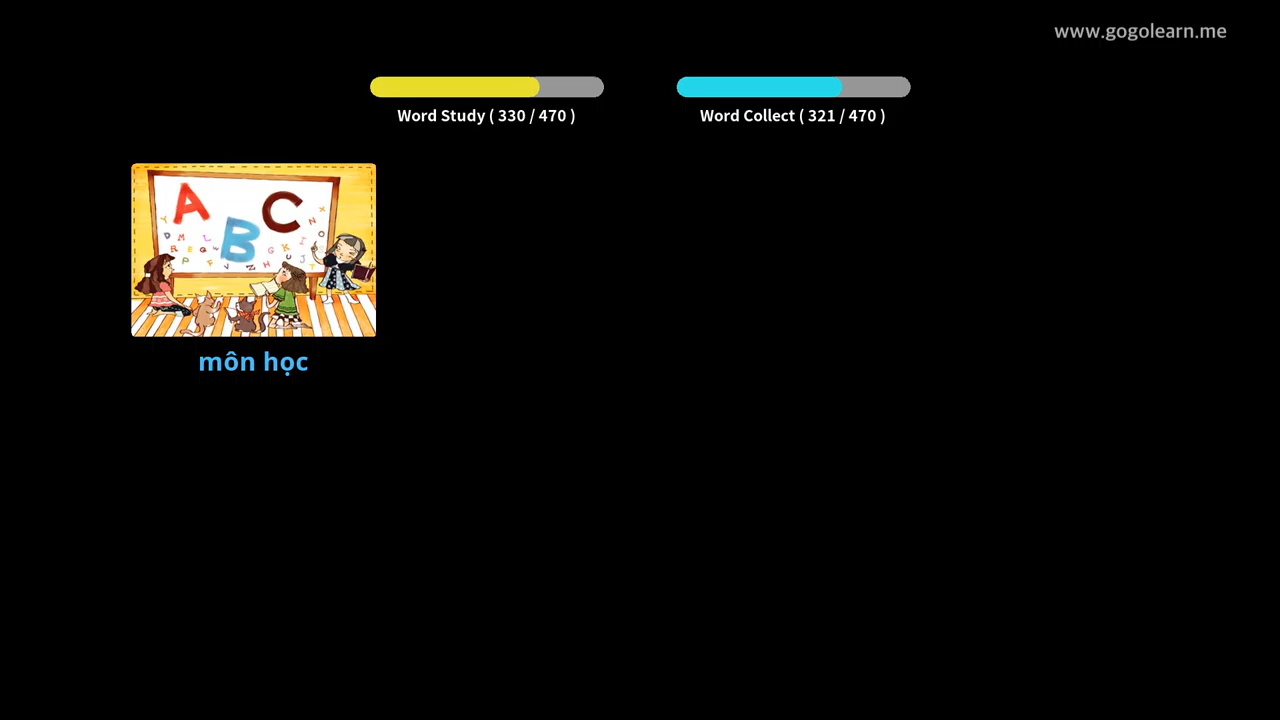 www.gogolearn.me
Word Study ( 330 / 470 )
Word Collect ( 321 / 470 )
A
B
C
môn học